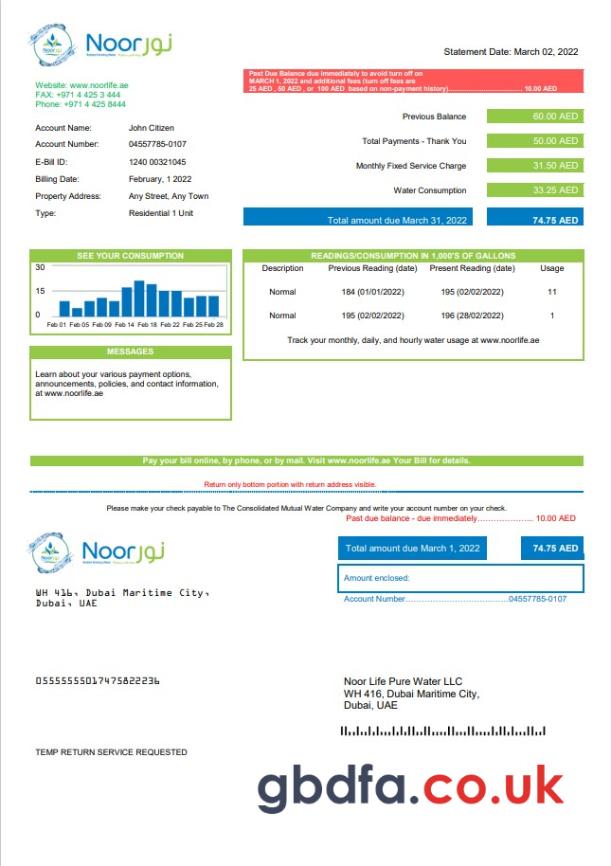 Noor نور
Statement Date: March 02, 2022
Past Due Balance due immediately to avoid turn off on
MARCH 1, 2022 and additional fees (turn off fees are
25 AED , 50 AED , or 100 AED based on non-payment history)........................ 10.00 AED
Website: www.noorlife.ae
FAX: +971 4 425 3 444
Phone: +971 4 425 8444
Previous Balance 60.00 AED
Account Name: John Citizen
Total Payments - Thank You 50.00 AED
Account Number: 04557785-0107
E-Bill ID: 1240 00321045
Monthly Fixed Service Charge 31.50 AED
Billing Date: February, 1 2022
Water Consumption 33.25 AED
Property Address: Any Street, Any Town
Type: Residential 1 Unit
Total amount due March 31, 2022 74.75 AED
SEE YOUR CONSUMPTION
30
15
0
Feb 01 Feb 05 Feb 09 Feb 14 Feb 18 Feb 22 Feb 25 Feb 28
READINGS/CONSUMPTION IN 1,000'S OF GALLONS
Description Previous Reading (date) Present Reading (date) Usage
Normal 184 (01/01/2022) 195 (02/02/2022) 11
Normal 195 (02/02/2022) 196 (28/02/2022) 1
Track your monthly, daily, and hourly water usage at www.noorlife.ae
MESSAGES
Learn about your various payment options,
announcements, policies, and contact information,
at www.noorlife.ae
Pay your bill online, by phone, or by mail. Visit www.noorlife.ae Your Bill for details.
Return only bottom portion with return address visible.
Please make your check payable to The Consolidated Mutual Water Company and write your account number on your check.
Past due balance - due immediately..................... 10.00 AED
Noor نور
Total amount due March 1, 2022 74.75 AED
Amount enclosed:
Account Number..........................................04557785-0107
WH 416, Dubai Maritime City,
Dubai, UAE
05555555017475822236
Noor Life Pure Water LLC
WH 416, Dubai Maritime City,
Dubai, UAE
TEMP RETURN SERVICE REQUESTED
gbdfa.co.uk